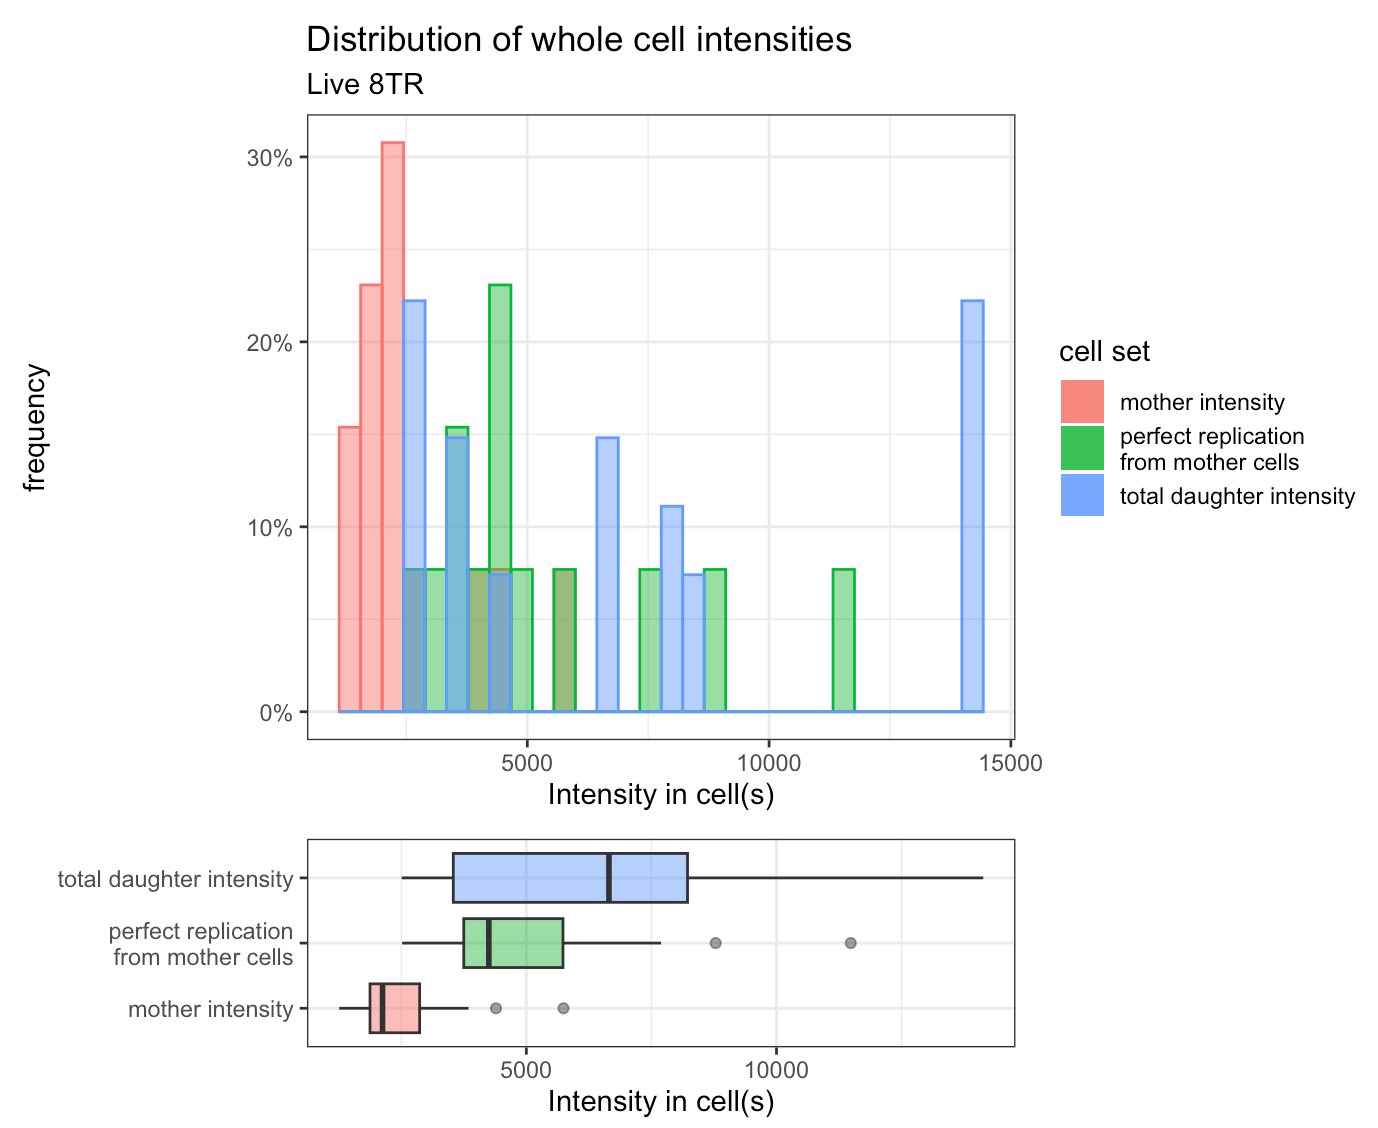 Distribution of whole cell intensities
Live 8TR
frequency
30%
20%
10%
0%
5000
10000
15000
Intensity in cell(s)
cell set
mother intensity
perfect replication
from mother cells
total daughter intensity
total daughter intensity
perfect replication
from mother cells
mother intensity
5000
10000
Intensity in cell(s)